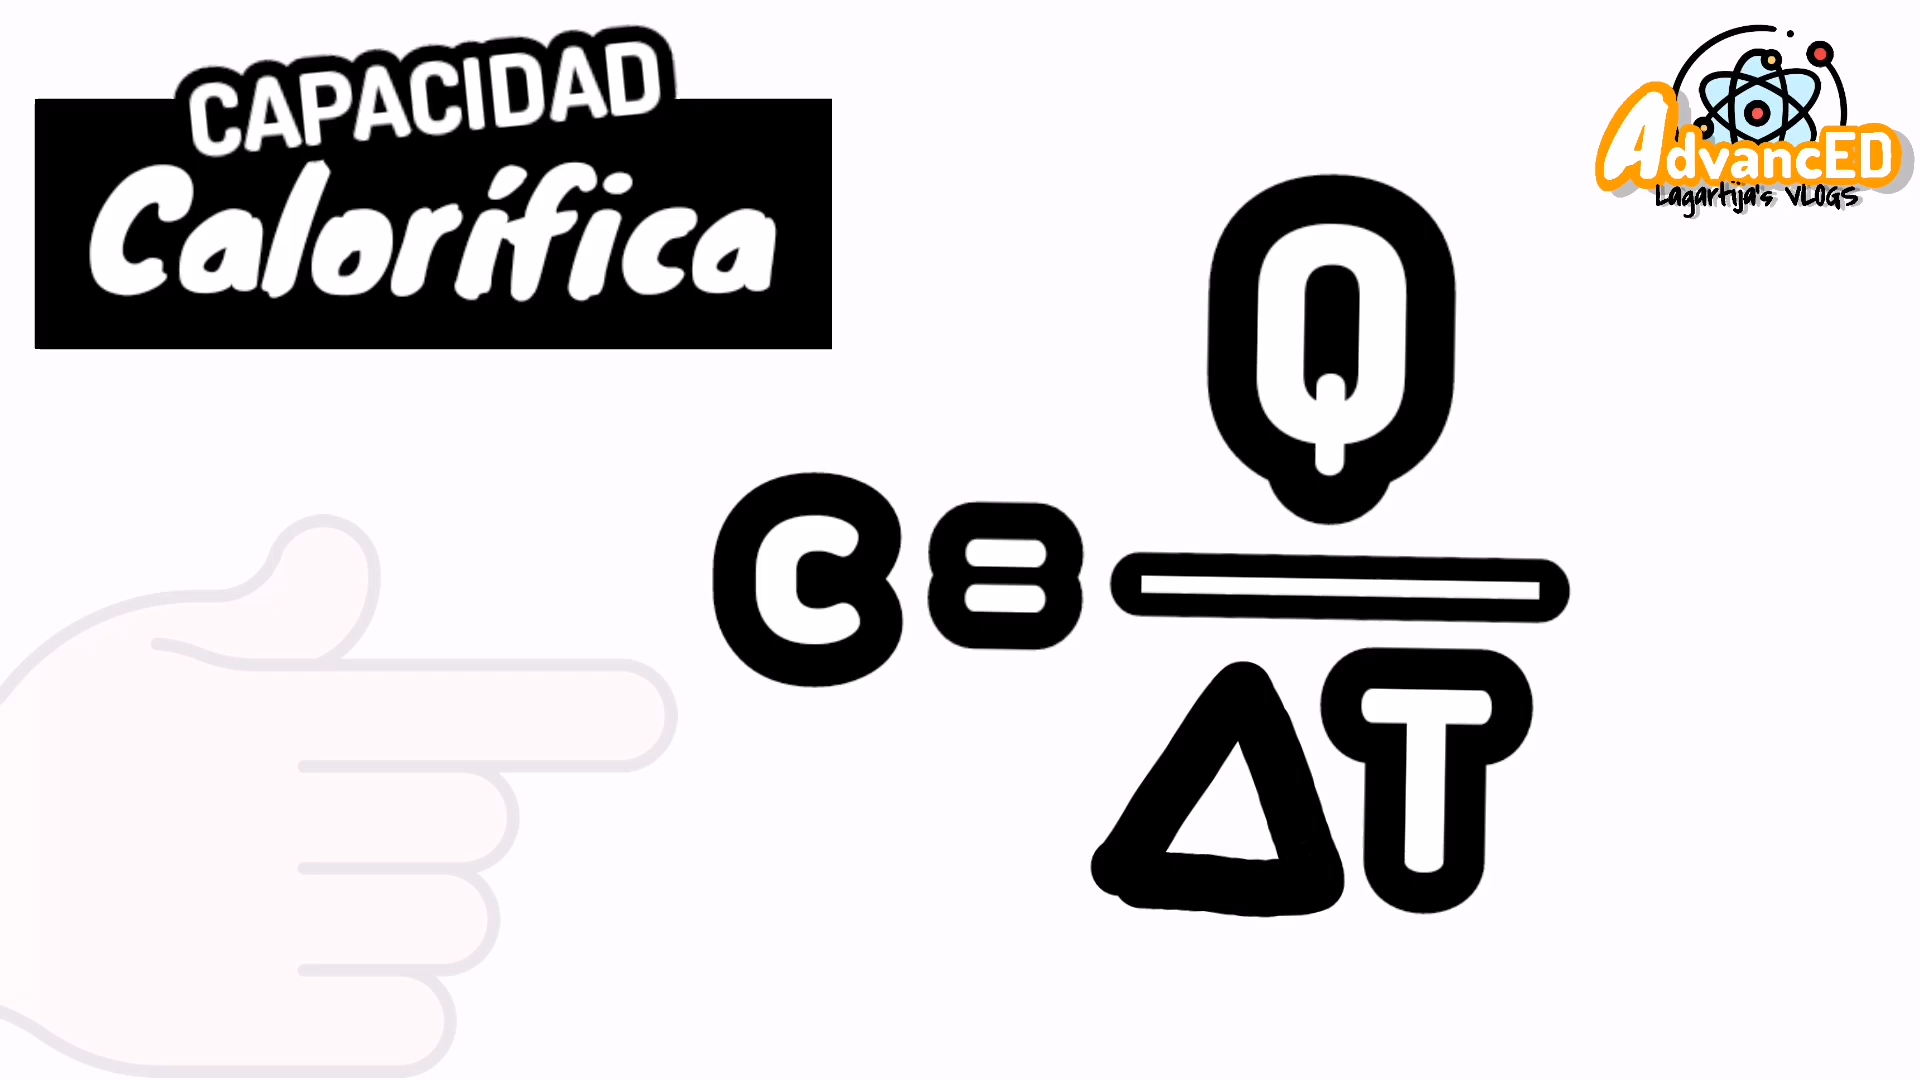 CAPACIDAD
Calorífica
AdvancED
Lagartija's VLOGS
C = Q
ΔT